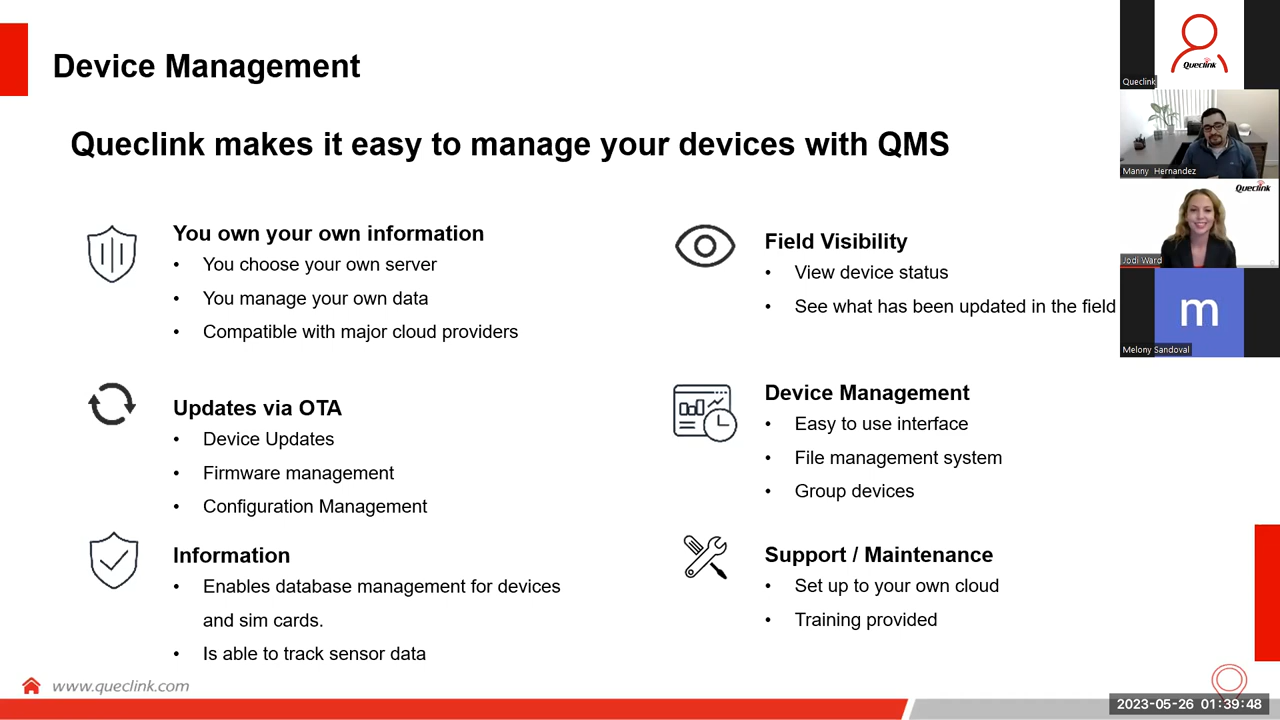 Device Management
Queclink makes it easy to manage your devices with QMS
You own your own information
• You choose your own server
• You manage your own data
• Compatible with major cloud providers
Updates via OTA
• Device Updates
• Firmware management
• Configuration Management
Information
• Enables database management for devices
and sim cards.
• Is able to track sensor data
Field Visibility
• View device status
• See what has been updated in the field
Device Management
• Easy to use interface
• File management system
• Group devices
Support / Maintenance
• Set up to your own cloud
• Training provided
www.queclink.com
Queclink
Queclink
Manny Hernandez
Queclink
Jodi Ward
m
Melony Sandoval
2023-05-26 01:39:48